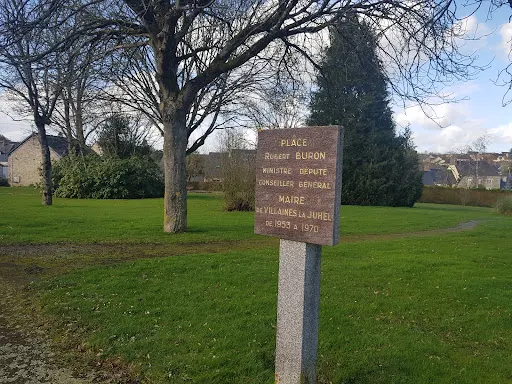 PLACE
ROBERT BURON
MINISTRE DÉPUTÉ
CONSEILLER GÉNÉRAL
MAIRE
DE VILLAINES LA JUHEL
DE 1953 À 1970